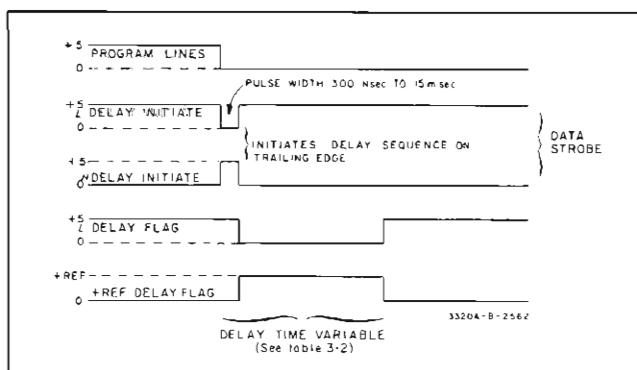 +5
PROGRAM LINES
0
PULSE WIDTH 300 Nsec TO 15msec
+5
L DELAY INITIATE
0
INITIATES DELAY SEQUENCE ON
TRAILING EDGE
DATA
STROBE
+5
N DELAY INITIATE
0
+5
L DELAY FLAG
0
+REF
+REF DELAY FLAG
0
3320A-B-2562
DELAY TIME VARIABLE
(See table 3-2)